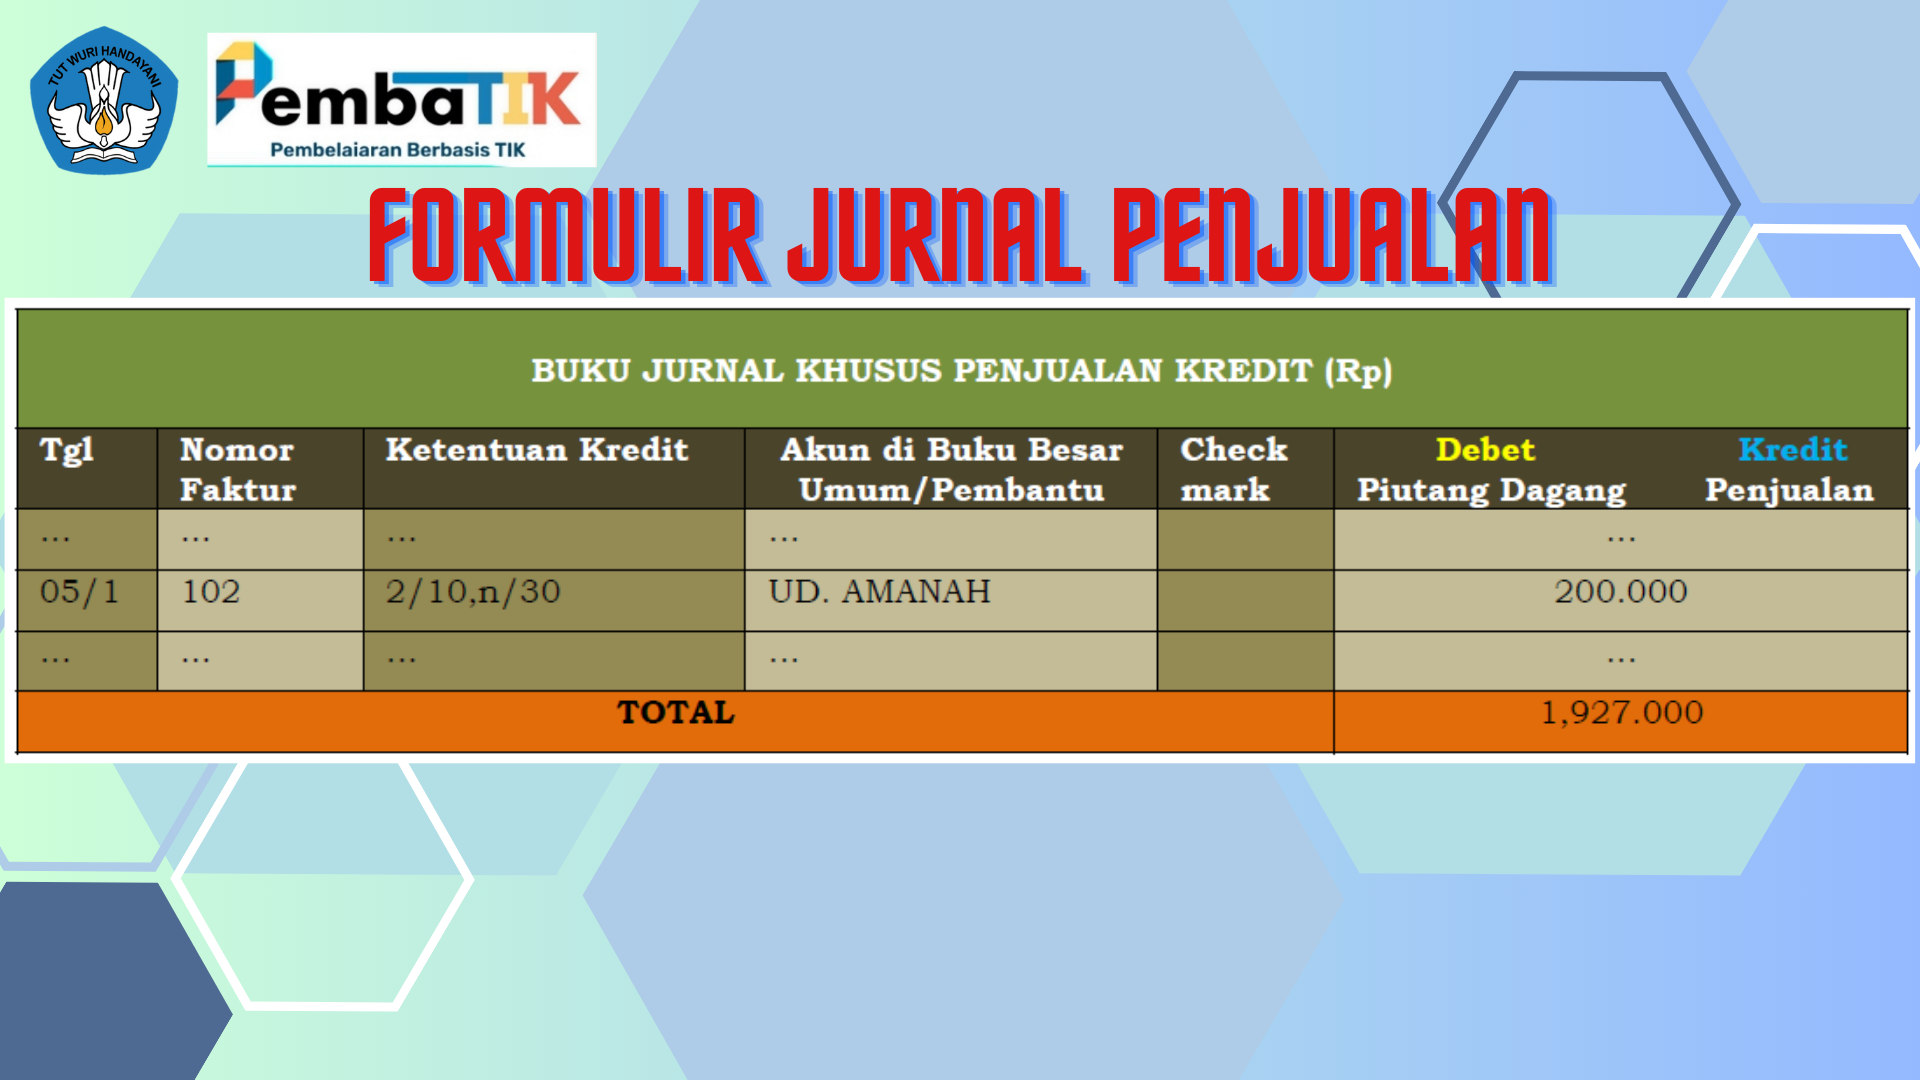 TUT WURI HANDAYANI
PembaTIK
Pembelaiaran Berbasis TIK
FORMULIR JURNAL PENJUALAN
BUKU JURNAL KHUSUS PENJUALAN KREDIT (Rp)
Tgl Nomor Faktur Ketentuan Kredit Akun di Buku Besar Umum/Pembantu Check mark Debet Piutang Dagang Kredit Penjualan
... ... ... ... ...
05/1 102 2/10,n/30 UD. AMANAH 200.000
... ... ... ... ...
TOTAL 1,927.000